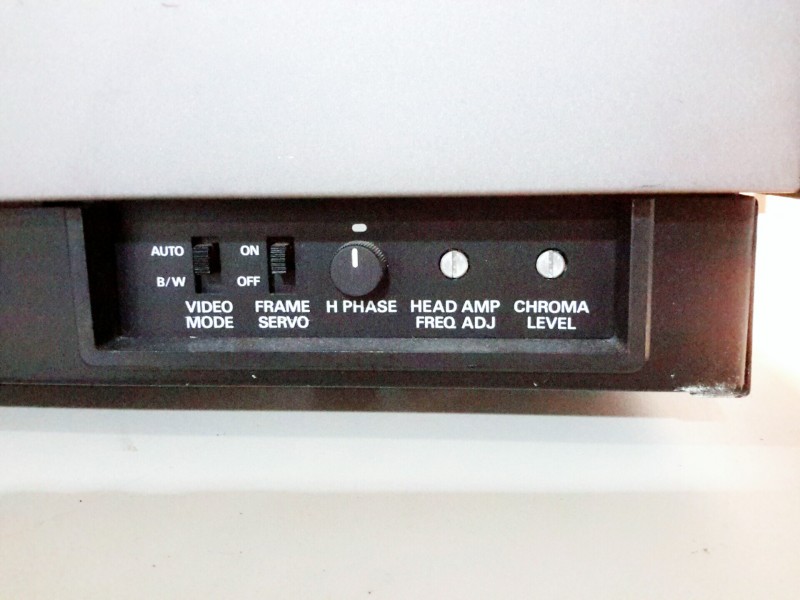 AUTO
B/W
VIDEO
MODE
ON
OFF
FRAME
SERVO
H PHASE
HEAD AMP
FREQ ADJ
CHROMA
LEVEL